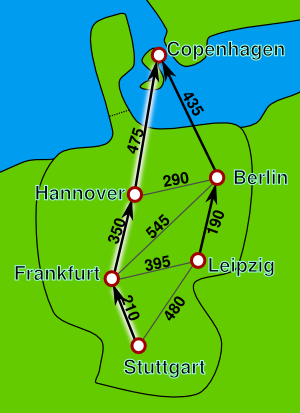 Copenhagen
435
475
290
Berlin
Hannover
350
545
190
395
Leipzig
Frankfurt
210
480
Stuttgart